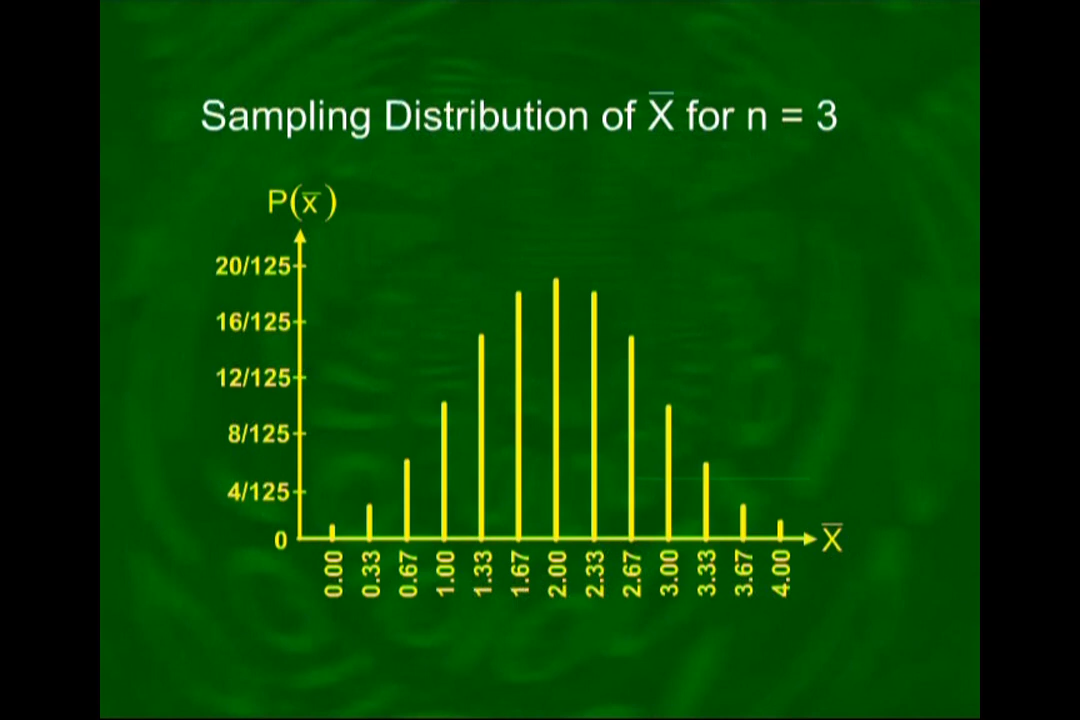 Sampling Distribution of X̅ for n = 3
P(x̅)
20/125
16/125
12/125
8/125
4/125
0
X̅
0.00 0.33 0.67 1.00 1.33 1.67 2.00 2.33 2.67 3.00 3.33 3.67 4.00